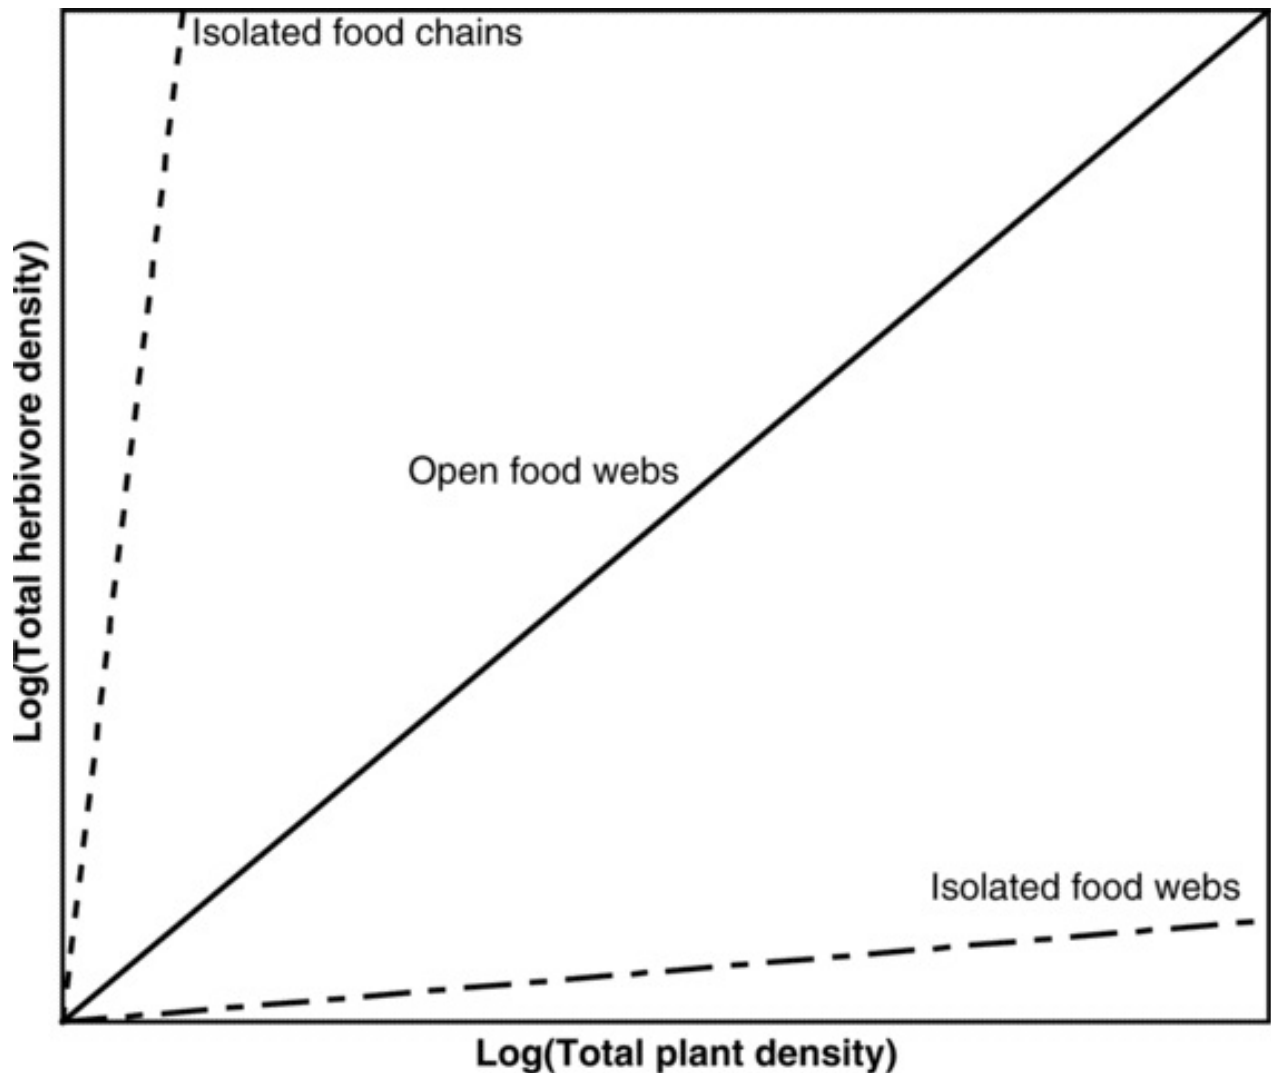 Isolated food chains
Log(Total herbivore density)
Open food webs
Isolated food webs
Log(Total plant density)